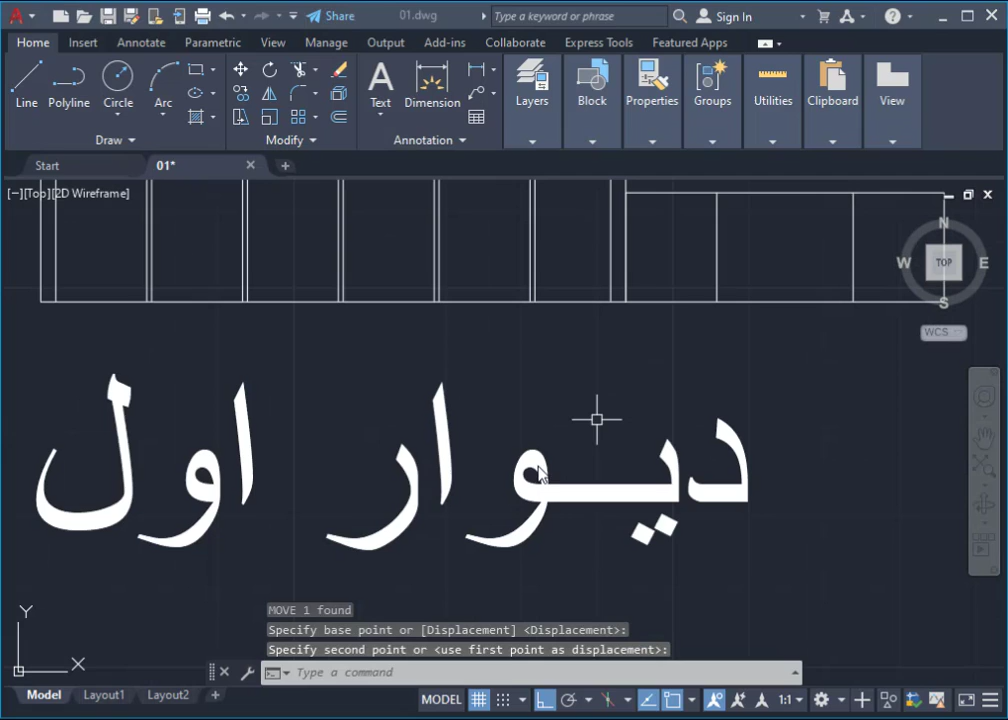 Share
01.dwg
Type a keyword or phrase
Sign In
Home Insert Annotate Parametric View Manage Output Add-ins Collaborate Express Tools Featured Apps
Line Polyline Circle Arc Text Dimension Layers Block Properties Groups Utilities Clipboard View
Draw Modify Annotation
Start 01*
[−][Top][2D Wireframe]
N
W TOP E
S
WCS
دیـوار اول
Y
X
MOVE 1 found
Specify base point or [Displacement] <Displacement>:
Specify second point or <use first point as displacement>:
Type a command
Model Layout1 Layout2 + MODEL 1:1